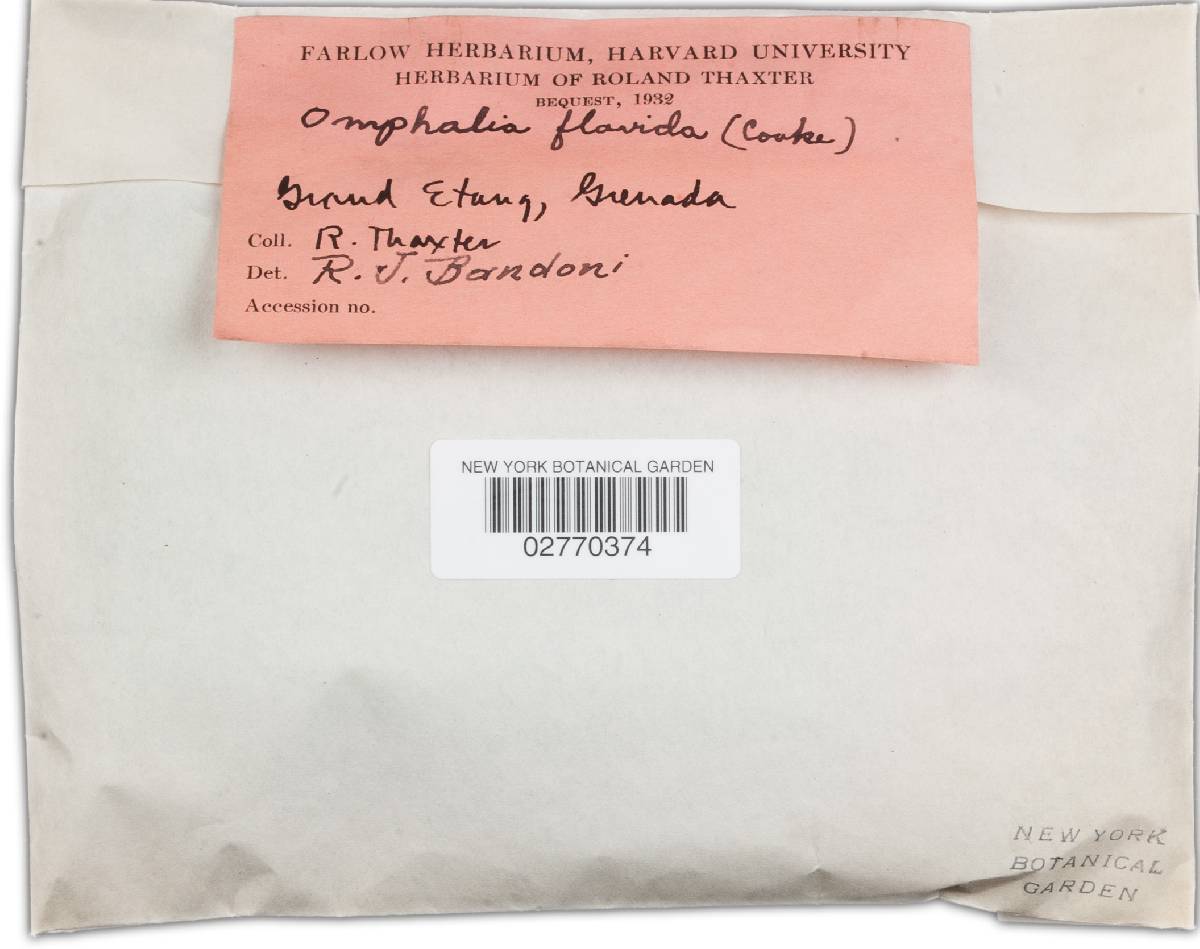 FARLOW HERBARIUM, HARVARD UNIVERSITY
HERBARIUM OF ROLAND THAXTER
BEQUEST, 1932
Omphalia flavida (Cooke)
Grand Etang, Grenada
Coll. R. Thaxter
Det. R. J. Bandoni
Accession no.
NEW YORK BOTANICAL GARDEN
02770374
NEW YORK
BOTANICAL
GARDEN